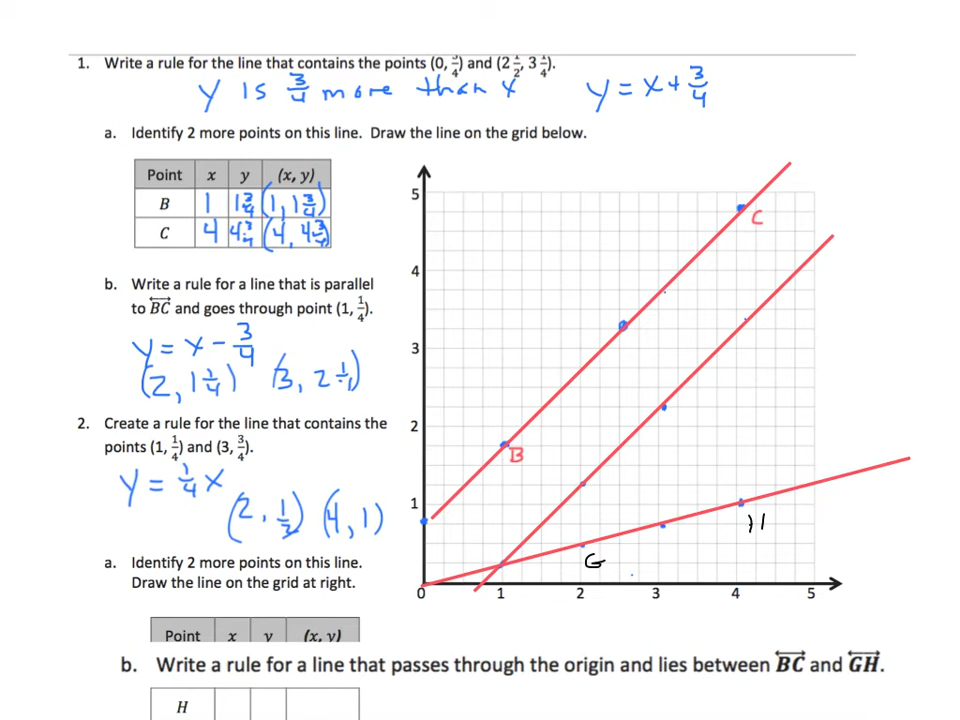 1. Write a rule for the line that contains the points (0, 3/4) and (2 1/2, 3 1/4).
y is 3/4 more than x y = x + 3/4
a. Identify 2 more points on this line. Draw the line on the grid below.
Point x y (x, y)
B 1 1 3/4 (1, 1 3/4)
C 4 4 3/4 (4, 4 3/4)
b. Write a rule for a line that is parallel
to BC and goes through point (1, 1/4).
y = x - 3/4
(2, 1 1/4) (3, 2 1/4)
2. Create a rule for the line that contains the
points (1, 1/4) and (3, 3/4).
y = 1/4 x
(2, 1/2) (4, 1)
a. Identify 2 more points on this line.
Draw the line on the grid at right.
Point x y (x, y)
5
4
3
2
1
0 1 2 3 4 5
C
B
G
H
b. Write a rule for a line that passes through the origin and lies between BC and GH.
H